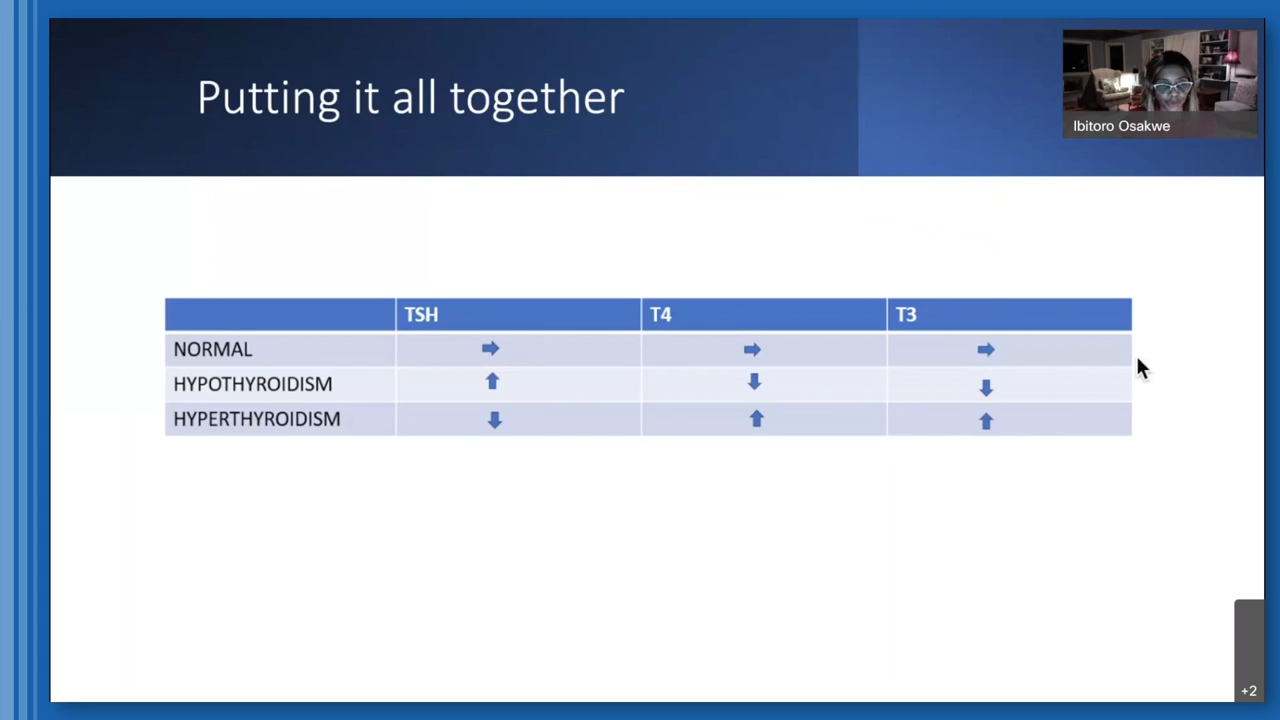 Putting it all together
Ibitoro Osakwe
TSH T4 T3
NORMAL
HYPOTHYROIDISM
HYPERTHYROIDISM
+2